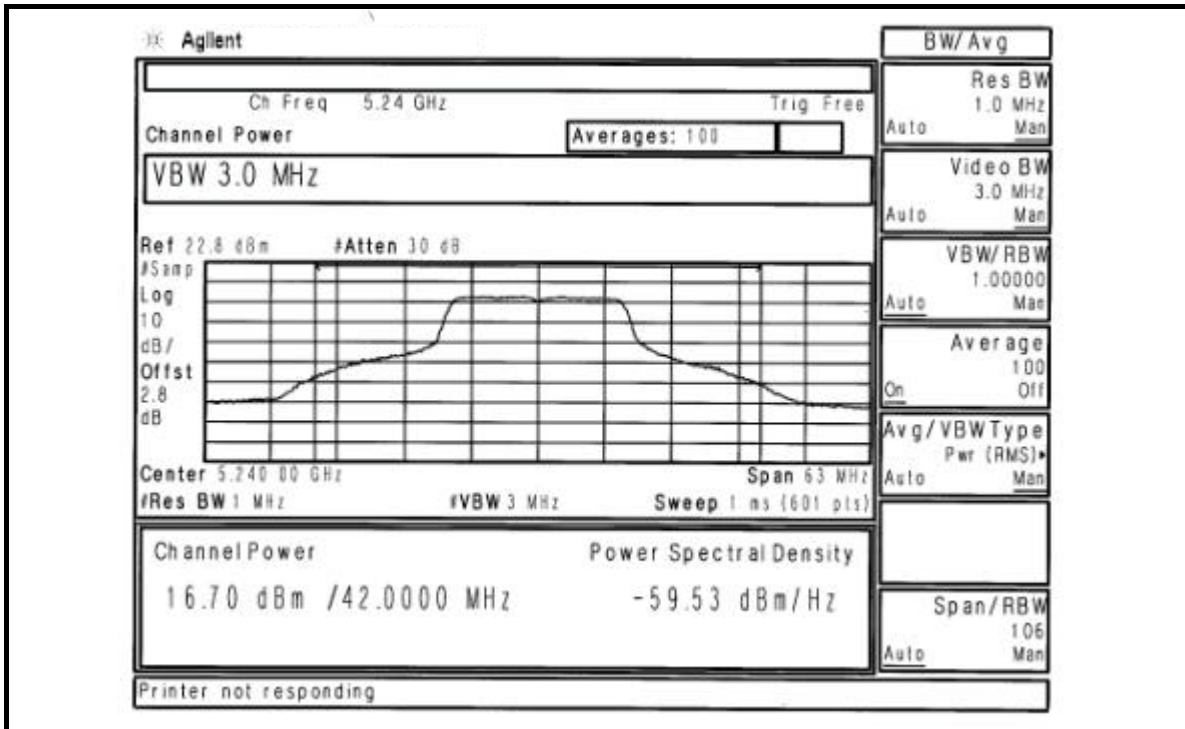 Agilent
BW/Avg
Ch Freq 5.24 GHz Trig Free
Channel Power Averages: 100
VBW 3.0 MHz
Ref 22.8 dBm #Atten 30 dB
#Samp
Log
10
dB/
Offst
2.8
dB
Center 5.240 00 GHz Span 63 MHz
#Res BW 1 MHz #VBW 3 MHz Sweep 1 ms (601 pts)
Channel Power Power Spectral Density
16.70 dBm /42.0000 MHz -59.53 dBm/Hz
Printer not responding
Res BW
1.0 MHz
Auto Man
Video BW
3.0 MHz
Auto Man
VBW/RBW
1.00000
Auto Man
Average
100
On Off
Avg/VBW Type
Pwr (RMS)▸
Auto Man
Span/RBW
106
Auto Man